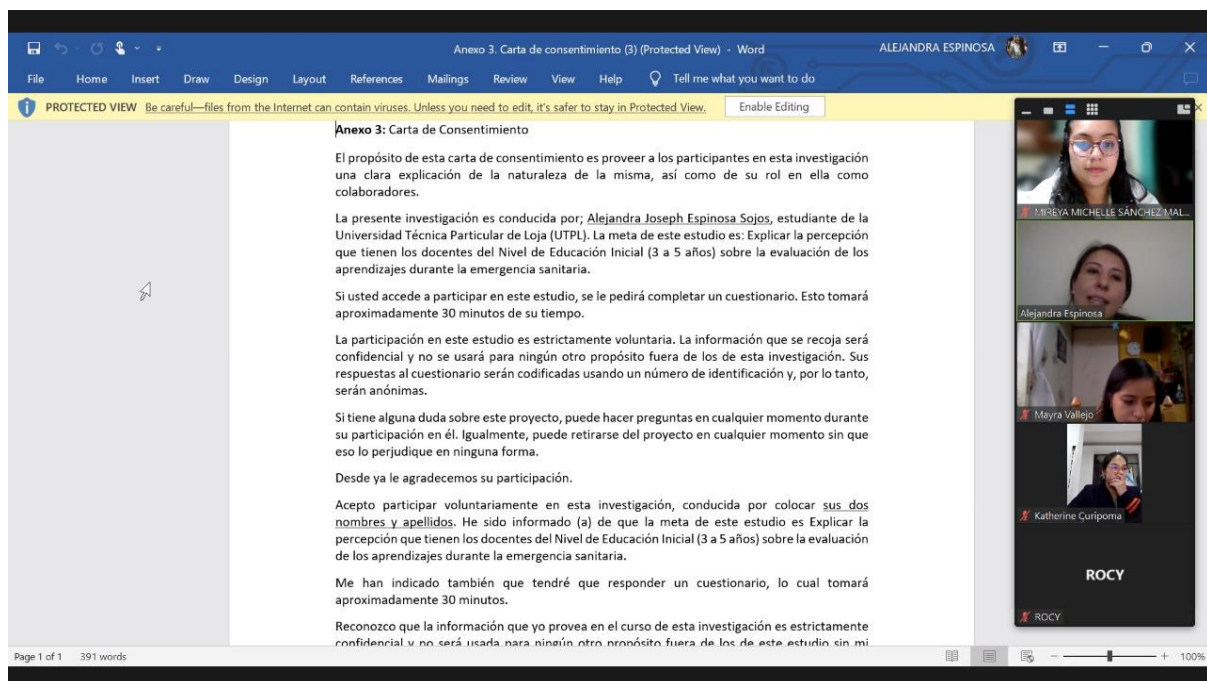 Anexo 3. Carta de consentimiento (3) (Protected View) - Word
ALEJANDRA ESPINOSA
File Home Insert Draw Design Layout References Mailings Review View Help Tell me what you want to do
PROTECTED VIEW Be careful—files from the Internet can contain viruses. Unless you need to edit, it's safer to stay in Protected View. Enable Editing
Anexo 3: Carta de Consentimiento
El propósito de esta carta de consentimiento es proveer a los participantes en esta investigación
una clara explicación de la naturaleza de la misma, así como de su rol en ella como
colaboradores.
La presente investigación es conducida por; Alejandra Joseph Espinosa Sojos, estudiante de la
Universidad Técnica Particular de Loja (UTPL). La meta de este estudio es: Explicar la percepción
que tienen los docentes del Nivel de Educación Inicial (3 a 5 años) sobre la evaluación de los
aprendizajes durante la emergencia sanitaria.
Si usted accede a participar en este estudio, se le pedirá completar un cuestionario. Esto tomará
aproximadamente 30 minutos de su tiempo.
La participación en este estudio es estrictamente voluntaria. La información que se recoja será
confidencial y no se usará para ningún otro propósito fuera de los de esta investigación. Sus
respuestas al cuestionario serán codificadas usando un número de identificación y, por lo tanto,
serán anónimas.
Si tiene alguna duda sobre este proyecto, puede hacer preguntas en cualquier momento durante
su participación en él. Igualmente, puede retirarse del proyecto en cualquier momento sin que
eso lo perjudique en ninguna forma.
Desde ya le agradecemos su participación.
Acepto participar voluntariamente en esta investigación, conducida por colocar sus dos
nombres y apellidos. He sido informado (a) de que la meta de este estudio es Explicar la
percepción que tienen los docentes del Nivel de Educación Inicial (3 a 5 años) sobre la evaluación
de los aprendizajes durante la emergencia sanitaria.
Me han indicado también que tendré que responder un cuestionario, lo cual tomará
aproximadamente 30 minutos.
Reconozco que la información que yo provea en el curso de esta investigación es estrictamente
confidencial y no será usada para ningún otro propósito fuera de los de este estudio sin mi
MIREYA MICHELLE SÁNCHEZ MAL...
Alejandra Espinosa
Mayra Vallejo
Katherine Curipoma
ROCY
ROCY
Page 1 of 1 391 words
100%